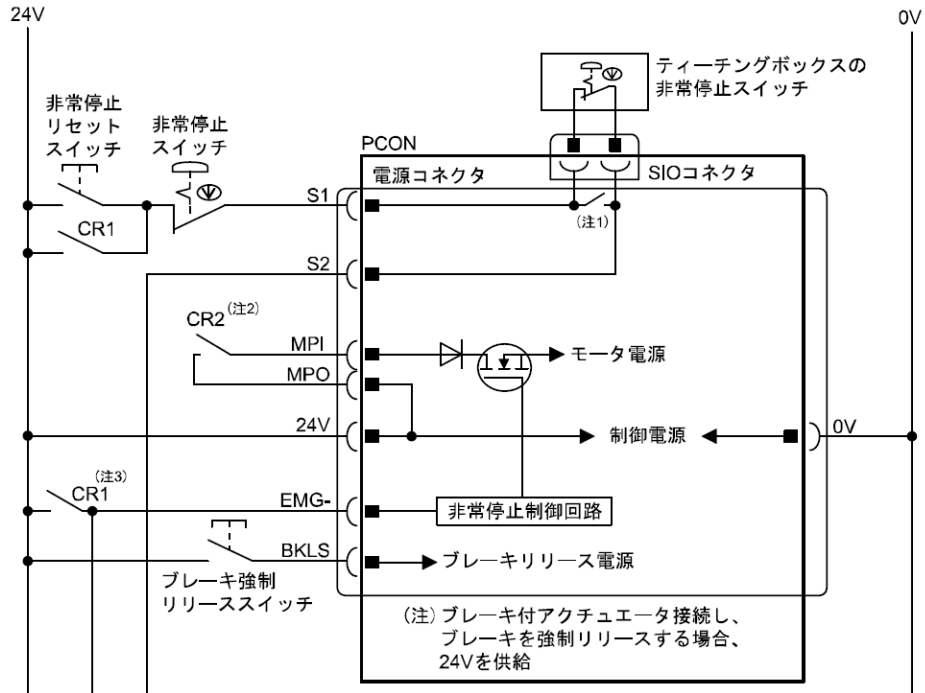 24V
0V
ティーチングボックスの
非常停止スイッチ
非常停止
リセット
スイッチ
非常停止
スイッチ
PCON
電源コネクタ
SIOコネクタ
S1
(注1)
CR1
S2
CR2(注2)
MPI
モータ電源
MPO
24V
制御電源
0V
(注3)
CR1
EMG-
非常停止制御回路
BKLS
ブレーキリリース電源
ブレーキ強制
リリーススイッチ
(注)ブレーキ付アクチュエータ接続し、
ブレーキを強制リリースする場合、
24Vを供給